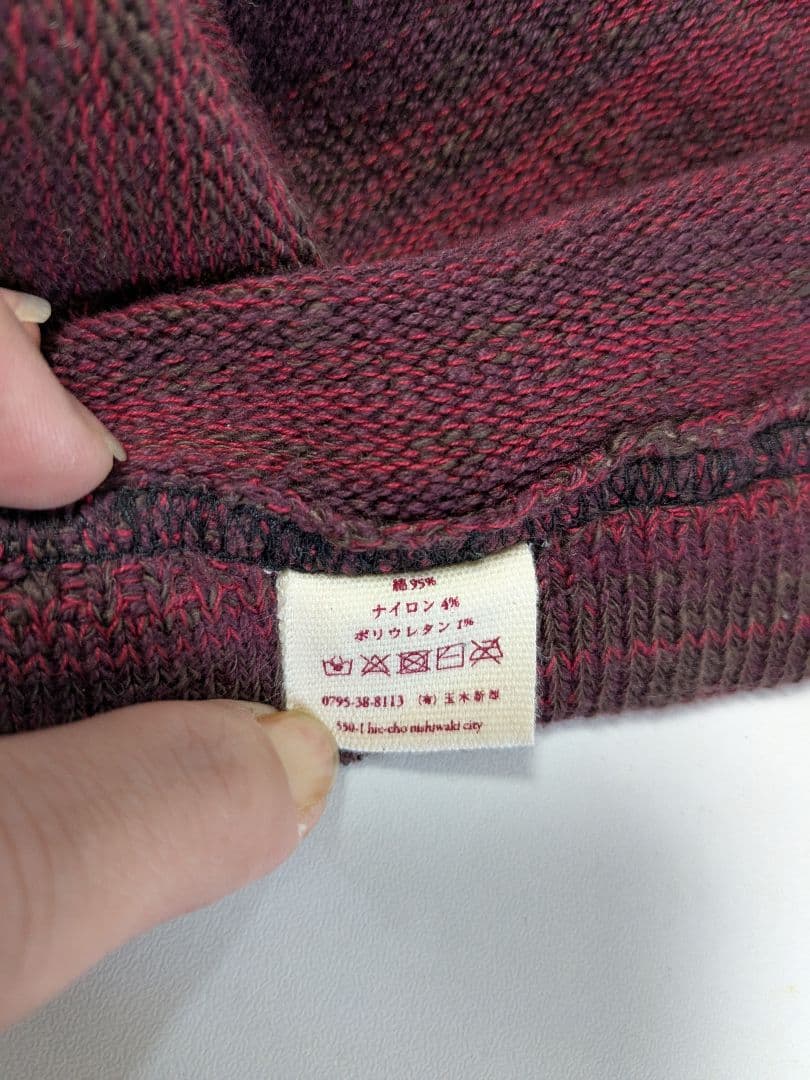 綿 95%
ナイロン 4%
ポリウレタン 1%
0795-38-8113 (有) 玉木新雌
550-1 hie-cho nishiwaki city